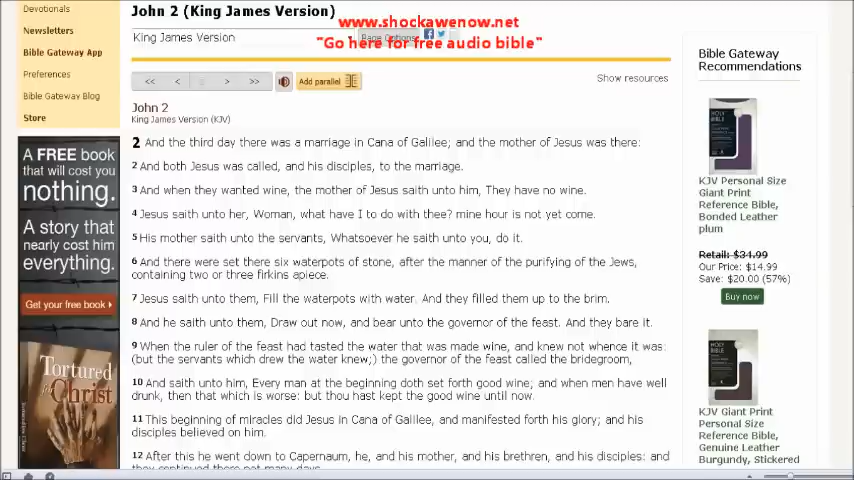 Devotionals
Newsletters
Bible Gateway App
Preferences
Bible Gateway Blog
Store
A FREE book
that will cost you
nothing.
A story that
nearly cost him
everything.
Get your free book
Tortured
for Christ
John 2 (King James Version)
www.shockawenow.net
King James Version
Page Options
"Go here for free audio bible"
<< < > >>
Add parallel
Show resources
John 2
King James Version (KJV)
2 And the third day there was a marriage in Cana of Galilee; and the mother of Jesus was there:
2 And both Jesus was called, and his disciples, to the marriage.
3 And when they wanted wine, the mother of Jesus saith unto him, They have no wine.
4 Jesus saith unto her, Woman, what have I to do with thee? mine hour is not yet come.
5 His mother saith unto the servants, Whatsoever he saith unto you, do it.
6 And there were set there six waterpots of stone, after the manner of the purifying of the Jews,
containing two or three firkins apiece.
7 Jesus saith unto them, Fill the waterpots with water. And they filled them up to the brim.
8 And he saith unto them, Draw out now, and bear unto the governor of the feast. And they bare it.
9 When the ruler of the feast had tasted the water that was made wine, and knew not whence it was:
(but the servants which drew the water knew;) the governor of the feast called the bridegroom,
10 And saith unto him, Every man at the beginning doth set forth good wine; and when men have well
drunk, then that which is worse: but thou hast kept the good wine until now.
11 This beginning of miracles did Jesus in Cana of Galilee, and manifested forth his glory; and his
disciples believed on him.
12 After this he went down to Capernaum, he, and his mother, and his brethren, and his disciples: and
they continued there not many days.
Bible Gateway
Recommendations
HOLY
BIBLE
KJV Personal Size
Giant Print
Reference Bible,
Bonded Leather
plum
Retail: $34.99
Our Price: $14.99
Save: $20.00 (57%)
Buy now
HOLY
BIBLE
KJV Giant Print
Personal Size
Reference Bible,
Genuine Leather
Burgundy, Stickered